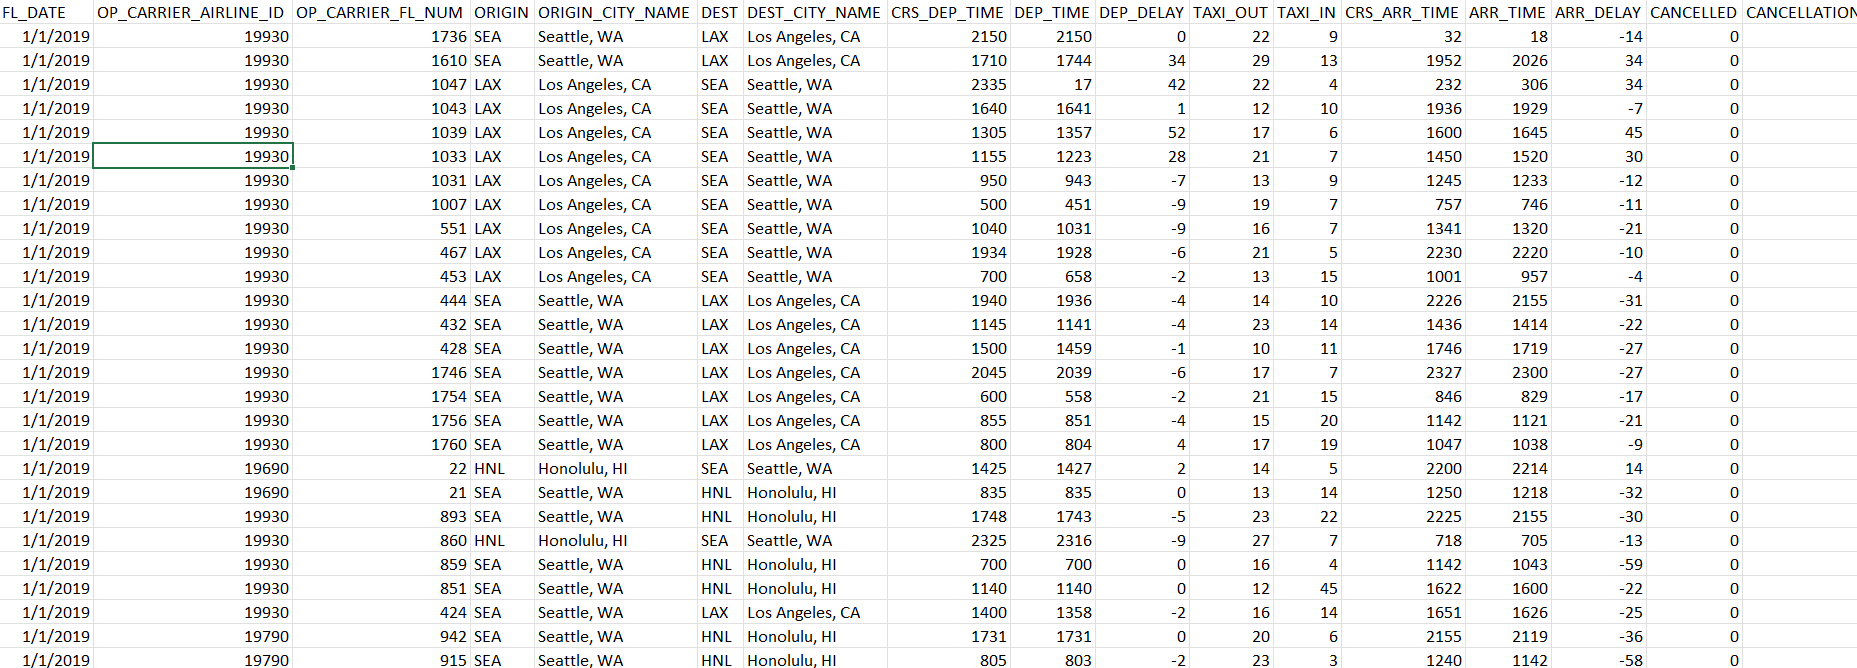 FL_DATE OP_CARRIER_AIRLINE_ID OP_CARRIER_FL_NUM ORIGIN ORIGIN_CITY_NAME DEST DEST_CITY_NAME CRS_DEP_TIME DEP_TIME DEP_DELAY TAXI_OUT TAXI_IN CRS_ARR_TIME ARR_TIME ARR_DELAY CANCELLED CANCELLATION
1/1/2019 19930 1736 SEA Seattle, WA LAX Los Angeles, CA 2150 2150 0 22 9 32 18 -14 0
1/1/2019 19930 1610 SEA Seattle, WA LAX Los Angeles, CA 1710 1744 34 29 13 1952 2026 34 0
1/1/2019 19930 1047 LAX Los Angeles, CA SEA Seattle, WA 2335 17 42 22 4 232 306 34 0
1/1/2019 19930 1043 LAX Los Angeles, CA SEA Seattle, WA 1640 1641 1 12 10 1936 1929 -7 0
1/1/2019 19930 1039 LAX Los Angeles, CA SEA Seattle, WA 1305 1357 52 17 6 1600 1645 45 0
1/1/2019 19930 1033 LAX Los Angeles, CA SEA Seattle, WA 1155 1223 28 21 7 1450 1520 30 0
1/1/2019 19930 1031 LAX Los Angeles, CA SEA Seattle, WA 950 943 -7 13 9 1245 1233 -12 0
1/1/2019 19930 1007 LAX Los Angeles, CA SEA Seattle, WA 500 451 -9 19 7 757 746 -11 0
1/1/2019 19930 551 LAX Los Angeles, CA SEA Seattle, WA 1040 1031 -9 16 7 1341 1320 -21 0
1/1/2019 19930 467 LAX Los Angeles, CA SEA Seattle, WA 1934 1928 -6 21 5 2230 2220 -10 0
1/1/2019 19930 453 LAX Los Angeles, CA SEA Seattle, WA 700 658 -2 13 15 1001 957 -4 0
1/1/2019 19930 444 SEA Seattle, WA LAX Los Angeles, CA 1940 1936 -4 14 10 2226 2155 -31 0
1/1/2019 19930 432 SEA Seattle, WA LAX Los Angeles, CA 1145 1141 -4 23 14 1436 1414 -22 0
1/1/2019 19930 428 SEA Seattle, WA LAX Los Angeles, CA 1500 1459 -1 10 11 1746 1719 -27 0
1/1/2019 19930 1746 SEA Seattle, WA LAX Los Angeles, CA 2045 2039 -6 17 7 2327 2300 -27 0
1/1/2019 19930 1754 SEA Seattle, WA LAX Los Angeles, CA 600 558 -2 21 15 846 829 -17 0
1/1/2019 19930 1756 SEA Seattle, WA LAX Los Angeles, CA 855 851 -4 15 20 1142 1121 -21 0
1/1/2019 19930 1760 SEA Seattle, WA LAX Los Angeles, CA 800 804 4 17 19 1047 1038 -9 0
1/1/2019 19690 22 HNL Honolulu, HI SEA Seattle, WA 1425 1427 2 14 5 2200 2214 14 0
1/1/2019 19690 21 SEA Seattle, WA HNL Honolulu, HI 835 835 0 13 14 1250 1218 -32 0
1/1/2019 19930 893 SEA Seattle, WA HNL Honolulu, HI 1748 1743 -5 23 22 2225 2155 -30 0
1/1/2019 19930 860 HNL Honolulu, HI SEA Seattle, WA 2325 2316 -9 27 7 718 705 -13 0
1/1/2019 19930 859 SEA Seattle, WA HNL Honolulu, HI 700 700 0 16 4 1142 1043 -59 0
1/1/2019 19930 851 SEA Seattle, WA HNL Honolulu, HI 1140 1140 0 12 45 1622 1600 -22 0
1/1/2019 19930 424 SEA Seattle, WA LAX Los Angeles, CA 1400 1358 -2 16 14 1651 1626 -25 0
1/1/2019 19790 942 SEA Seattle, WA HNL Honolulu, HI 1731 1731 0 20 6 2155 2119 -36 0
1/1/2019 19790 915 SEA Seattle, WA HNL Honolulu, HI 805 803 -2 23 3 1240 1142 -58 0